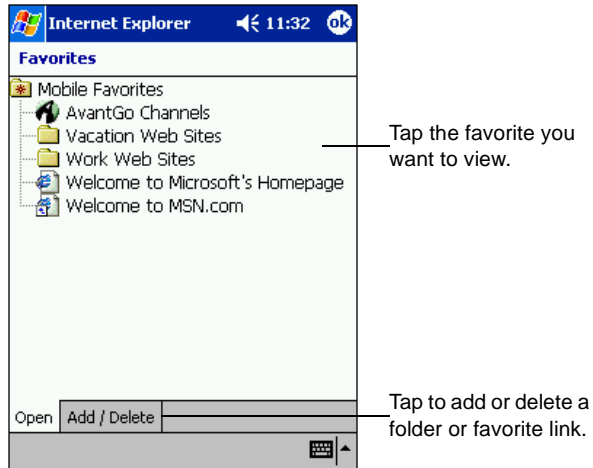 Internet Explorer 11:32 ok
Favorites
Mobile Favorites
AvantGo Channels
Vacation Web Sites
Work Web Sites
Welcome to Microsoft's Homepage
Welcome to MSN.com
Tap the favorite you
want to view.
Open Add / Delete
Tap to add or delete a
folder or favorite link.